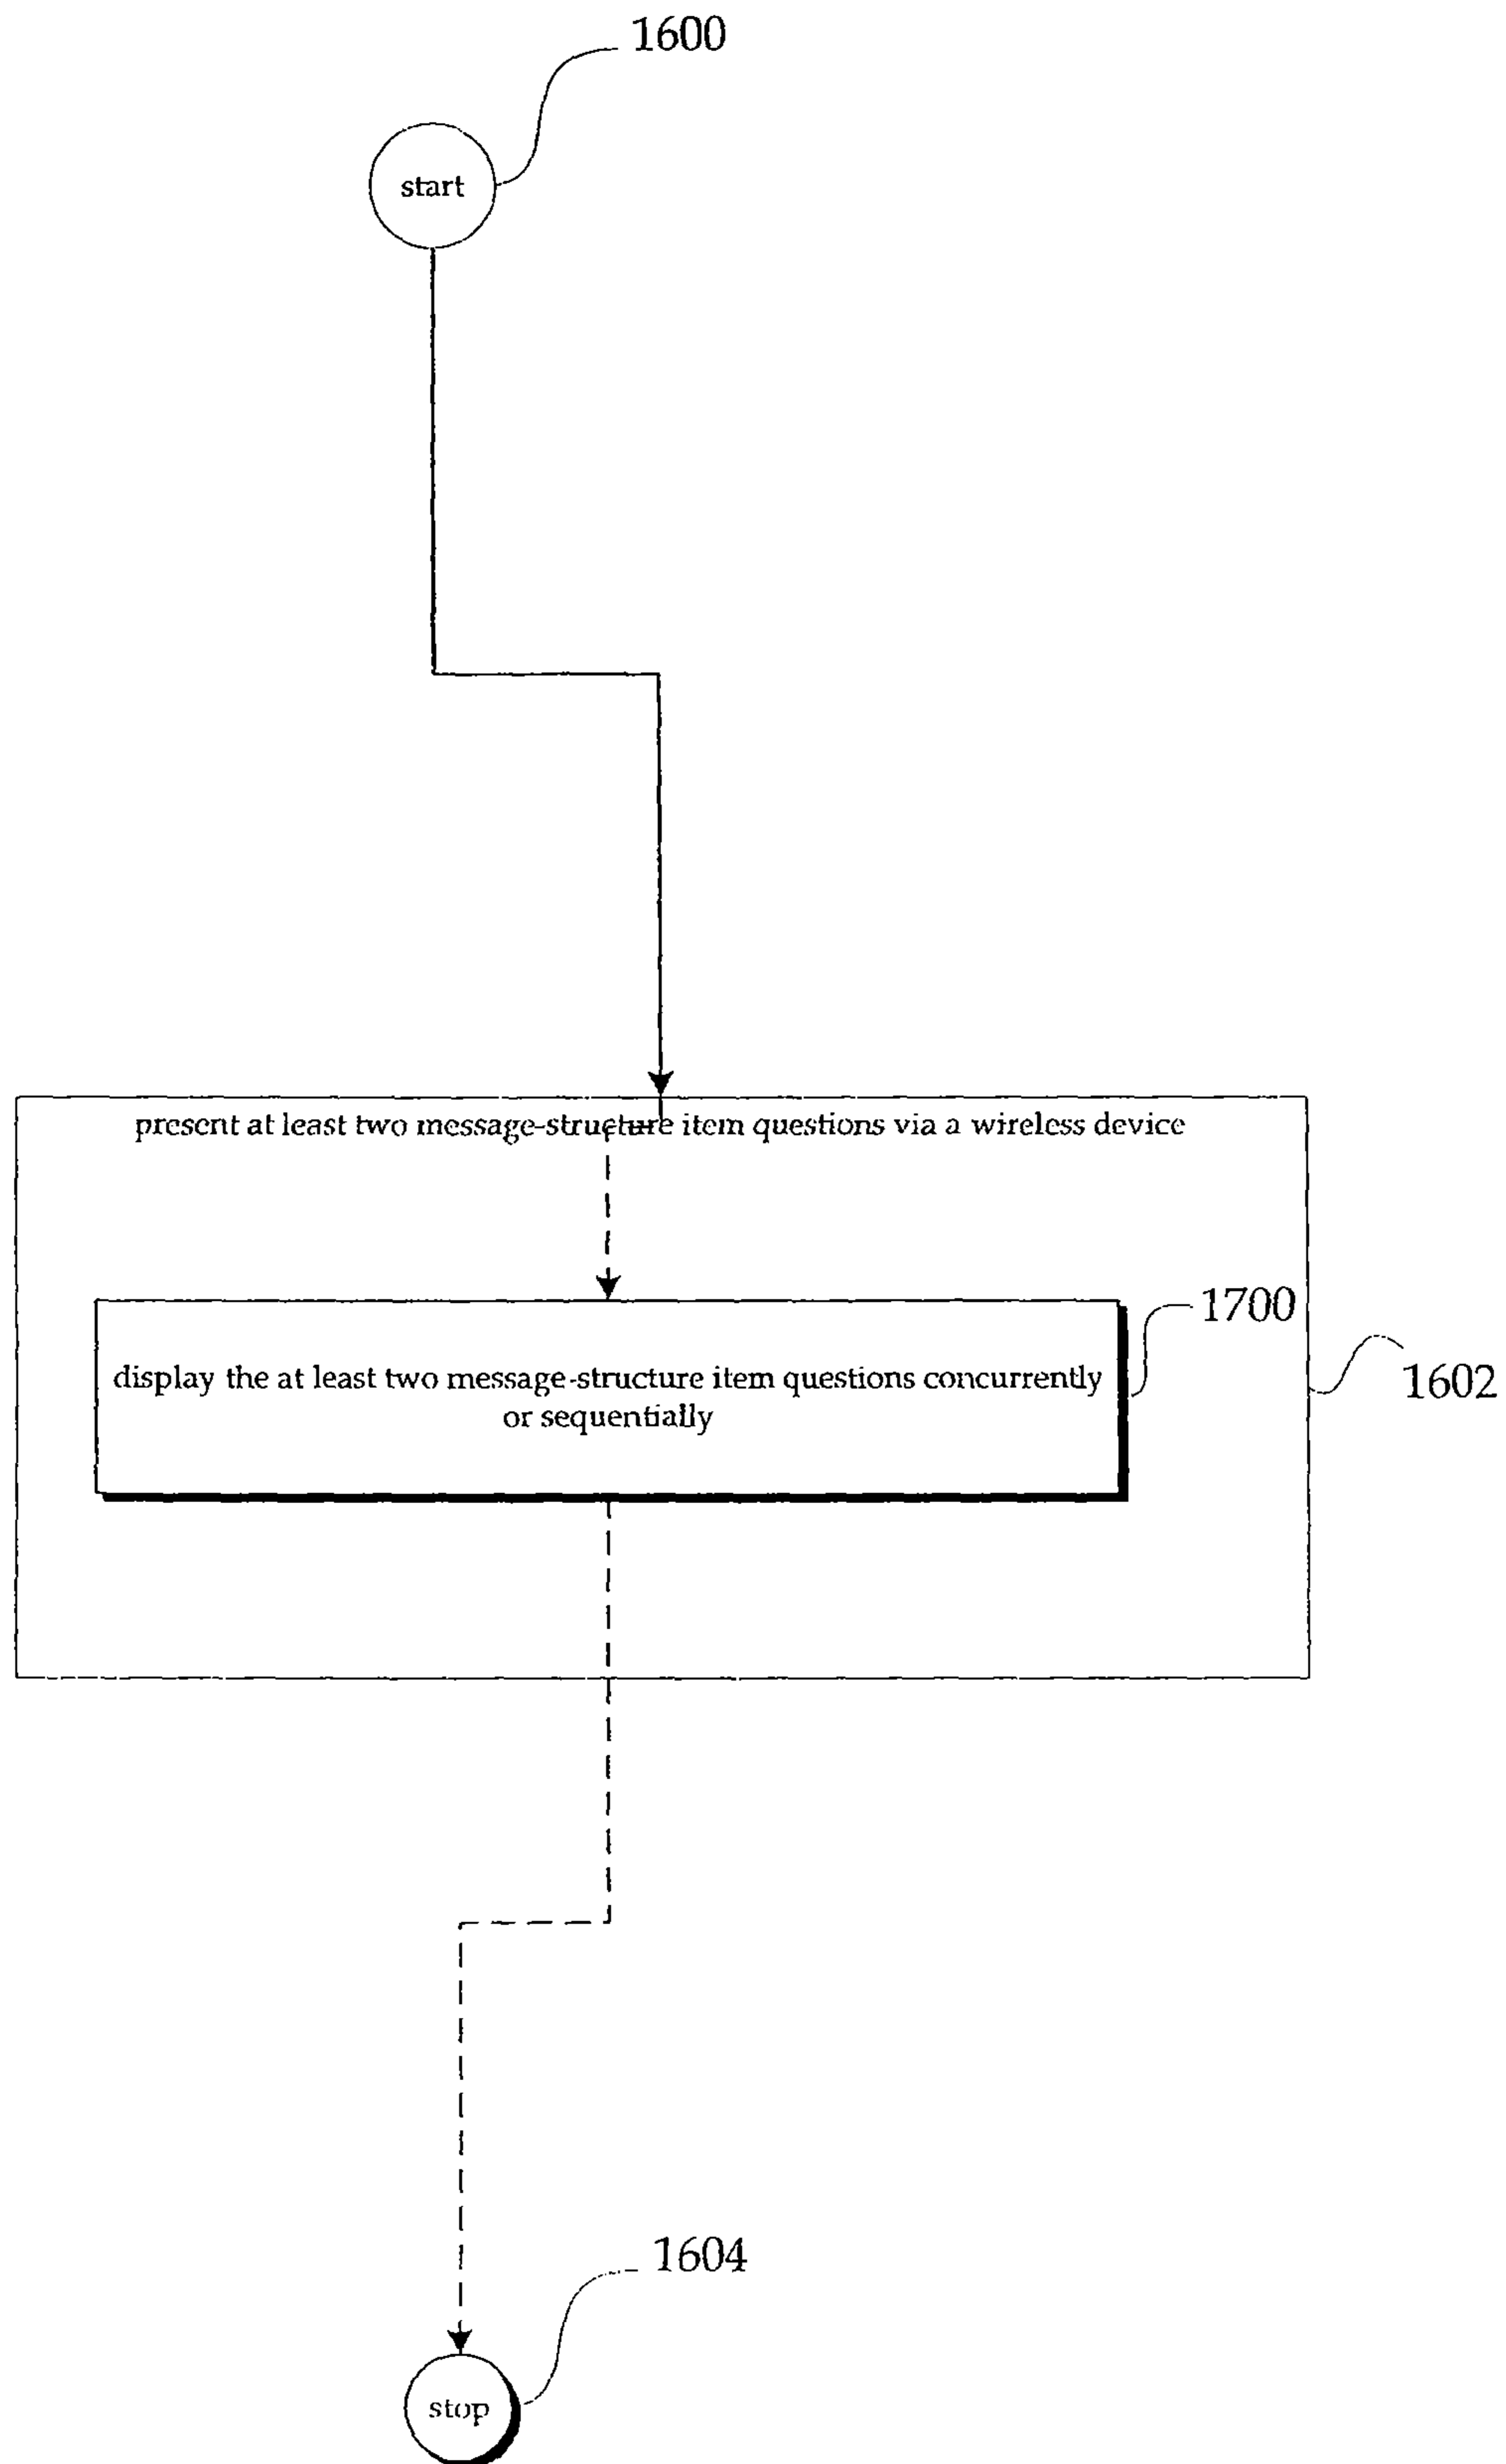 1600
start
present at least two message-structure item questions via a wireless device
1700
display the at least two message-structure item questions concurrently
or sequentially
1602
1604
stop